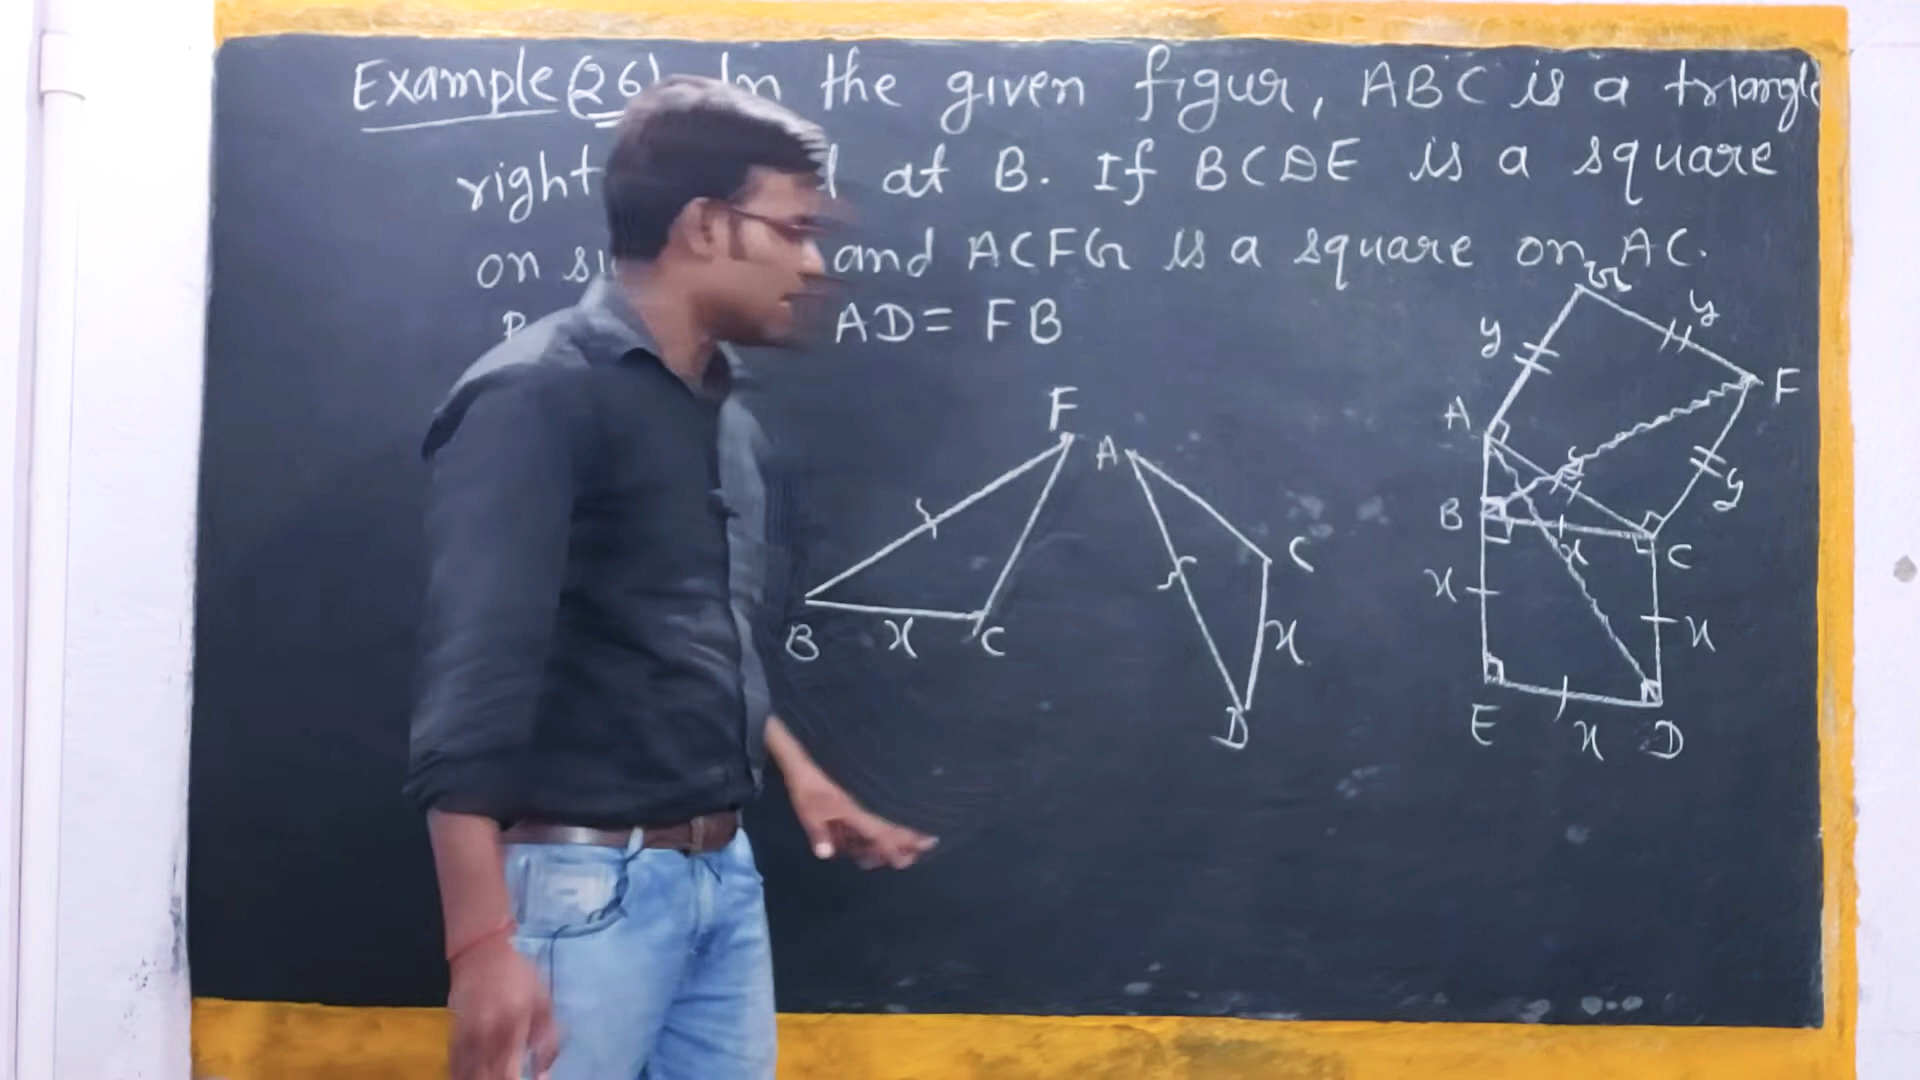 Example (26) In the given figur, ABC is a triangle
right at B. If BCDE is a square
on and ACFG is a square on AC.
AD = FB
G
y
y
F
A
F
A
y
B
C
x
C
x
B
x
C
x
x
D
E
x
D